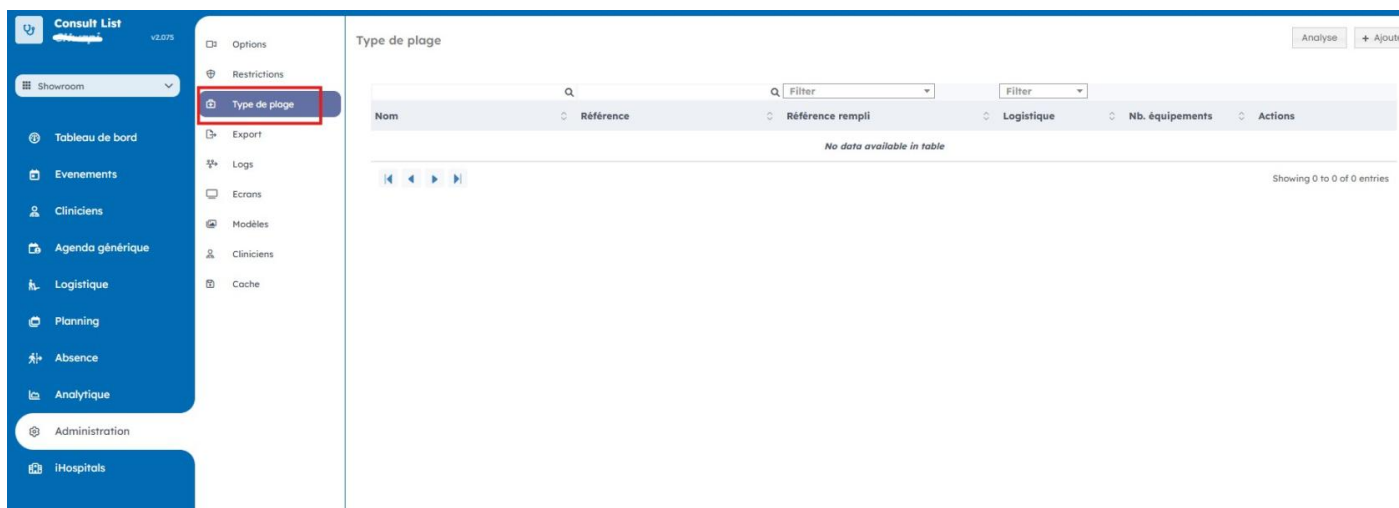 Consult List
v2.075
Showroom
Tableau de bord
Evenements
Cliniciens
Agenda générique
Logistique
Planning
Absence
Analytique
Administration
iHospitals
Options
Restrictions
Type de plage
Export
Logs
Ecrans
Modèles
Cliniciens
Cache
Type de plage
Analyse + Ajoute
Filter Filter
Nom Référence Référence rempli Logistique Nb. équipements Actions
No data available in table
Showing 0 to 0 of 0 entries